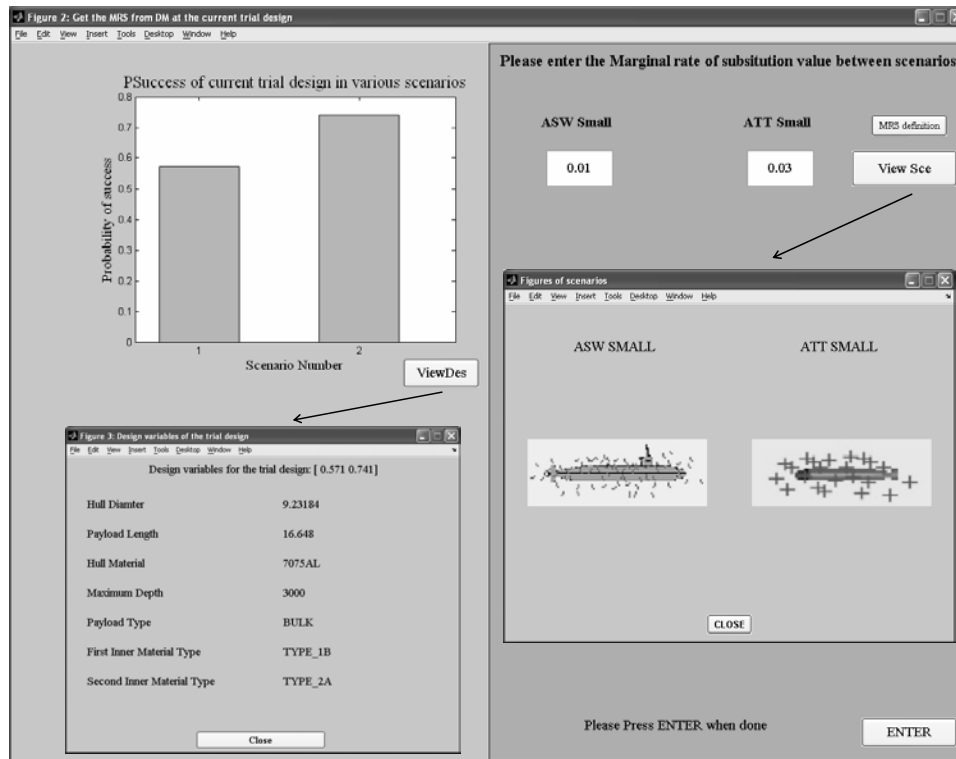 Figure 2: Get the MRS from DM at the current trial design
File Edit View Insert Tools Desktop Window Help
PSuccess of current trial design in various scenarios
Probability of success
0.8
0.7
0.6
0.5
0.4
0.3
0.2
0.1
0
1 2
Scenario Number
ViewDes
Figure 3: Design variables of the trial design
File Edit View Insert Tools Desktop Window Help
Design variables for the trial design: [ 0.571 0.741]
Hull Diamter 9.23184
Payload Length 16.648
Hull Material 7075AL
Maximum Depth 3000
Payload Type BULK
First Inner Material Type TYPE_1B
Second Inner Material Type TYPE_2A
Close
Please enter the Marginal rate of subsitution value between scenarios
ASW Small ATT Small MRS definition
0.01 0.03 View Sce
Figures of scenarios
File Edit View Insert Tools Desktop Window Help
ASW SMALL ATT SMALL
CLOSE
Please Press ENTER when done ENTER